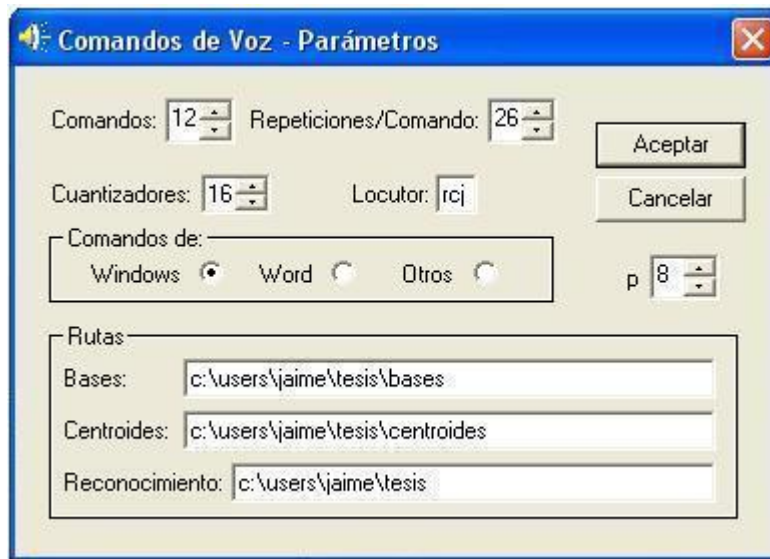 Comandos de Voz - Parámetros
Comandos: 12 Repeticiones/Comando: 26
Aceptar
Cuantizadores: 16 Locutor: rcj
Cancelar
Comandos de:
Windows Word Otros
p 8
Rutas
Bases: c:\users\jaime\tesis\bases
Centroides: c:\users\jaime\tesis\centroides
Reconocimiento: c:\users\jaime\tesis